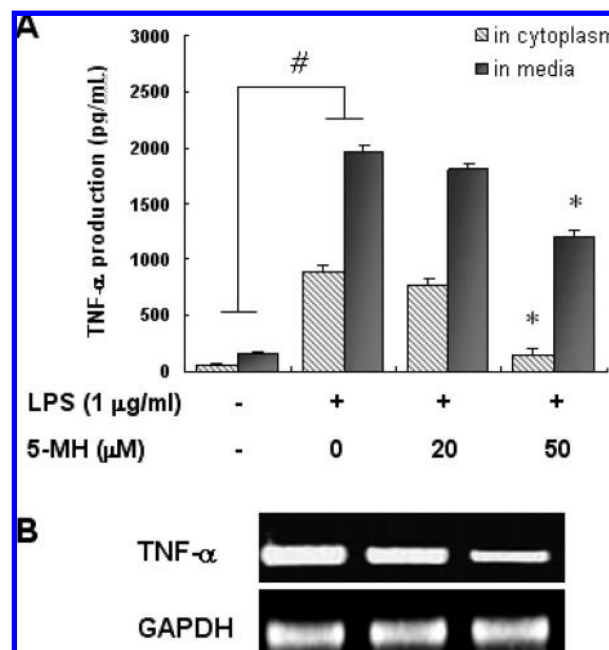 A
3000
in cytoplasm
in media
#
2500
2000
1500
*
1000
*
500
0
TNF-α production (pg/mL)
LPS (1 μg/ml) - + + +
5-MH (μM) - 0 20 50
B
TNF-α
GAPDH